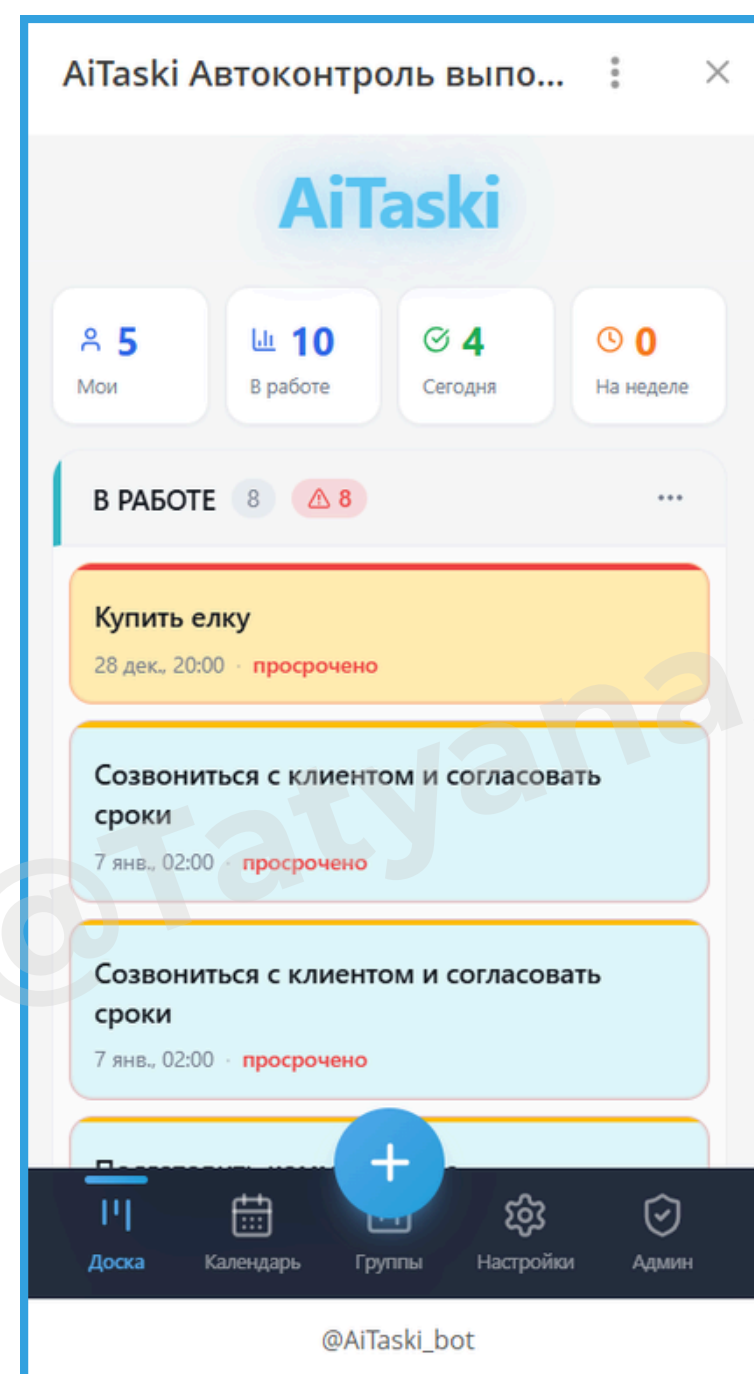 AiTaski Автоконтроль выпо...
AiTaski
5
Мои
10
В работе
4
Сегодня
0
На неделе
В РАБОТЕ 8 8
Купить елку
28 дек., 20:00 · просрочено
Созвониться с клиентом и согласовать
сроки
7 янв., 02:00 · просрочено
Созвониться с клиентом и согласовать
сроки
7 янв., 02:00 · просрочено
@Tatyana
Доска Календарь Группы Настройки Админ
@AiTaski_bot